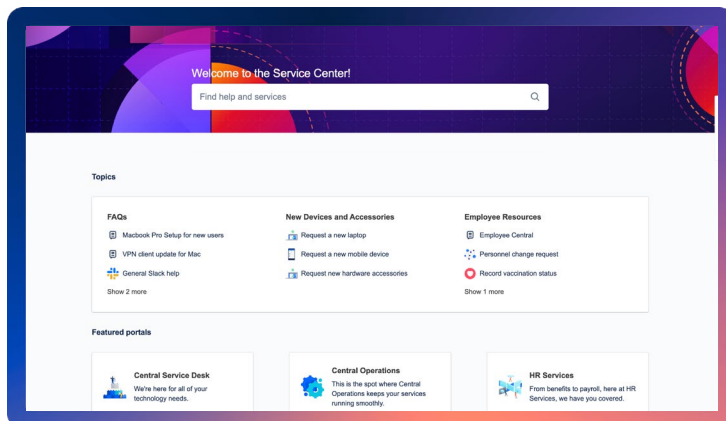 Welcome to the Service Center!
Find help and services
Topics
FAQs
Macbook Pro Setup for new users
VPN client update for Mac
General Slack help
Show 2 more
New Devices and Accessories
Request a new laptop
Request a new mobile device
Request new hardware accessories
Employee Resources
Employee Central
Personnel change request
Record vaccination status
Show 1 more
Featured portals
Central Service Desk
We're here for all of your
technology needs.
Central Operations
This is the spot where Central
Operations keeps your services
running smoothly.
HR Services
From benefits to payroll, here at HR
Services, we have you covered.